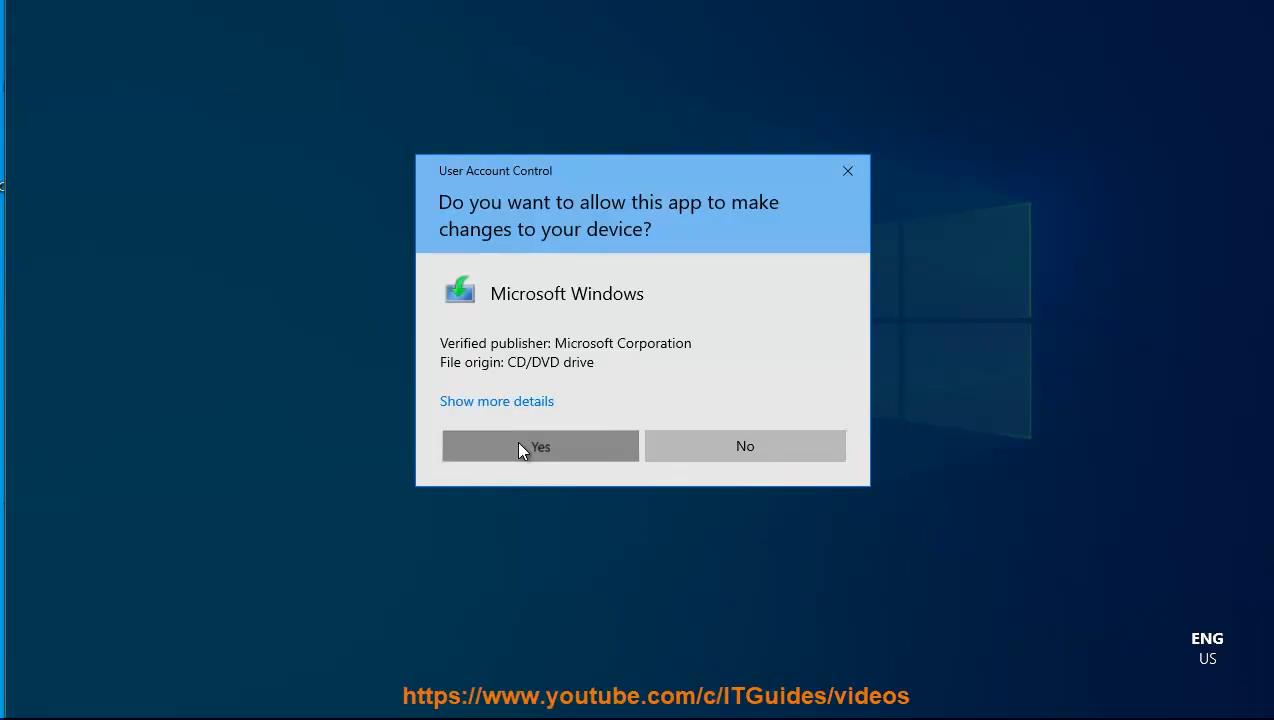 User Account Control
Do you want to allow this app to make
changes to your device?
Microsoft Windows
Verified publisher: Microsoft Corporation
File origin: CD/DVD drive
Show more details
Yes
No
ENG
US
https://www.youtube.com/c/ITGuides/videos